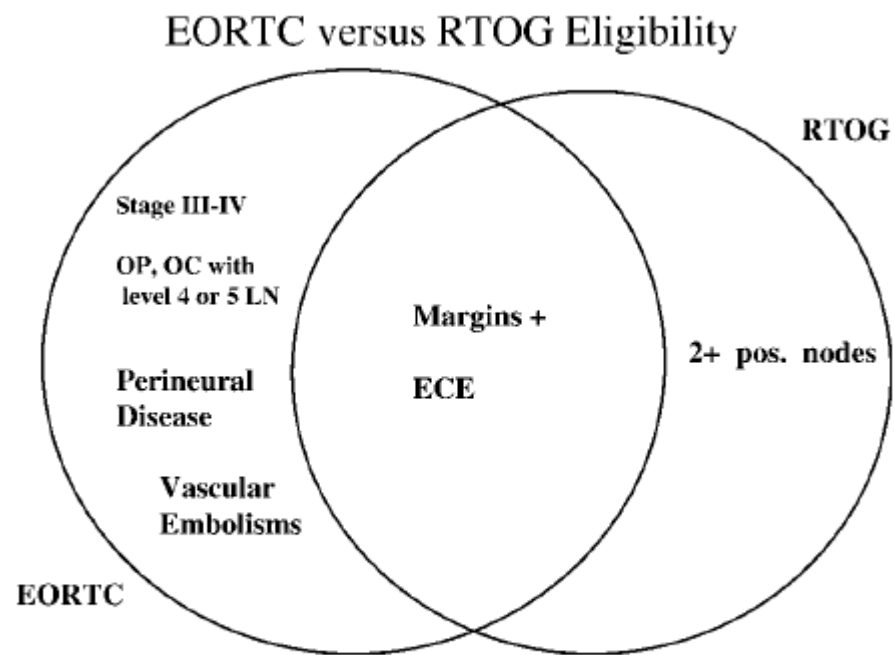 EORTC versus RTOG Eligibility
RTOG
Stage III-IV
OP, OC with
level 4 or 5 LN
Margins +
2+ pos. nodes
Perineural
Disease
ECE
Vascular
Embolisms
EORTC